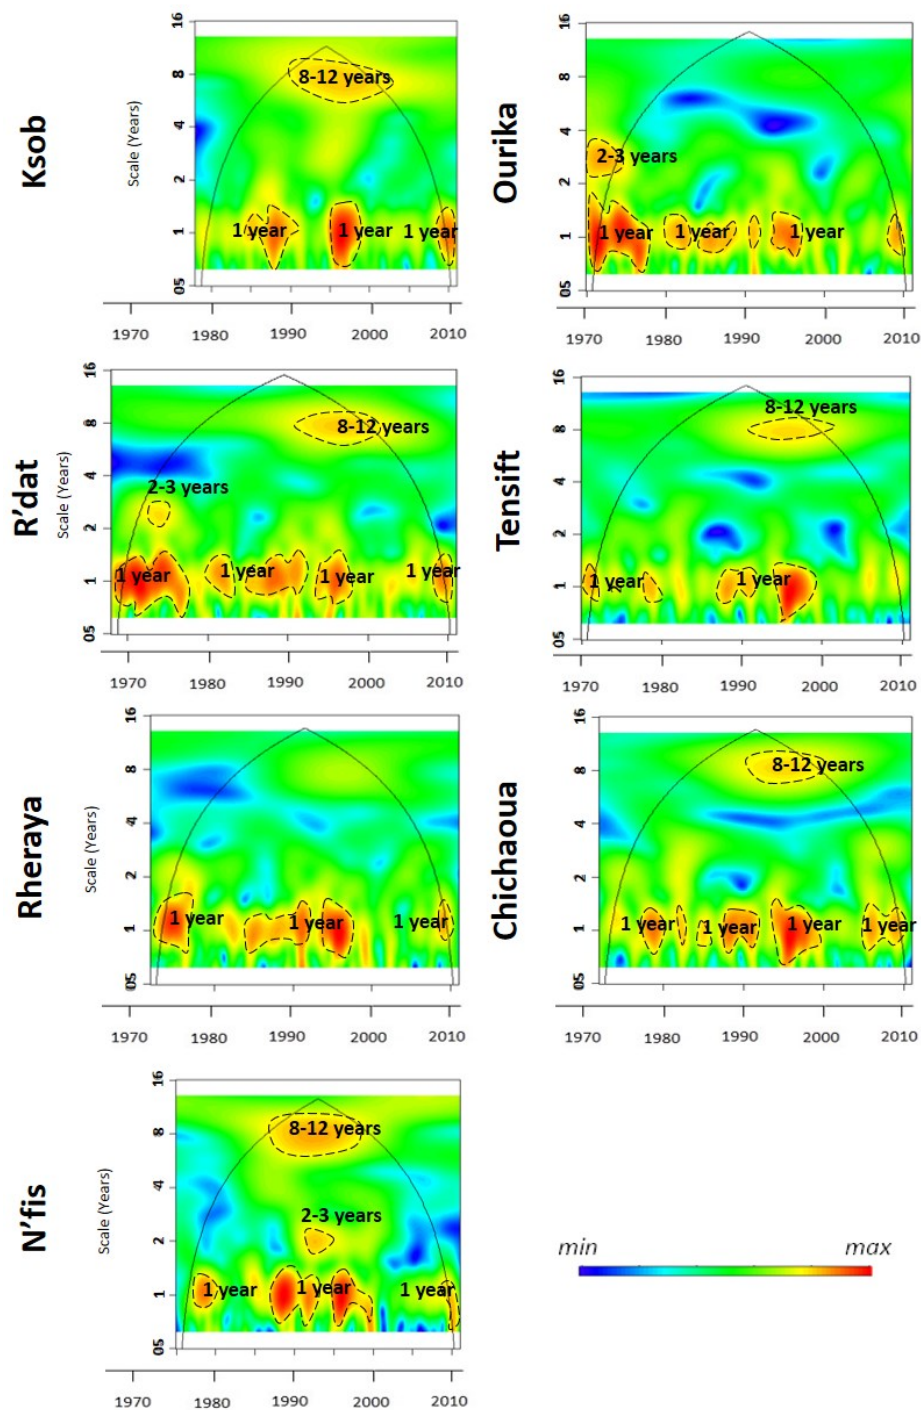 Ksob
Scale (Years)
16
8
4
2
1
05
8-12 years
1 year
1 year
1 year
1970
1980
1990
2000
2010
Ourika
16
8
4
2
1
05
2-3 years
1 year
1 year
1 year
1970
1980
1990
2000
2010
R'dat
Scale (Years)
16
8
4
2
1
05
8-12 years
2-3 years
1 year
1 year
1 year
1 year
1970
1980
1990
2000
2010
Tensift
16
8
4
2
1
05
8-12 years
1 year
1 year
1970
1980
1990
2000
2010
Rheraya
Scale (Years)
16
8
4
2
1
05
1 year
1 year
1 year
1970
1980
1990
2000
2010
Chichaoua
16
8
4
2
1
05
8-12 years
1 year
1 year
1 year
1 year
1970
1980
1990
2000
2010
N'fis
Scale (Years)
16
8
4
2
1
05
8-12 years
2-3 years
1 year
1 year
1 year
1970
1980
1990
2000
2010
min
max